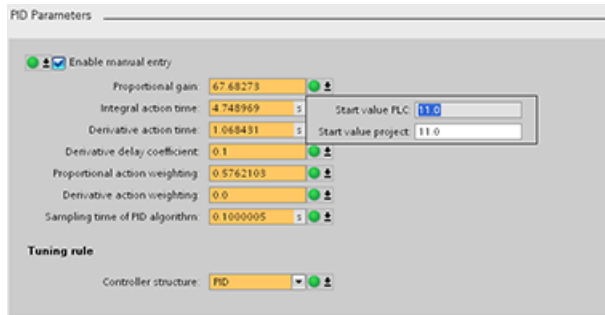 PID Parameters
Enable manual entry
Proportional gain: 67.68273
Integral action time: 4.748969 s
Start value PLC: 11.0
Derivative action time: 1.068431 s
Start value project: 11.0
Derivative delay coefficient: 0.1
Proportional action weighting: 0.5762103
Derivative action weighting: 0.0
Sampling time of PID algorithm: 0.1000005 s
Tuning rule
Controller structure: PID